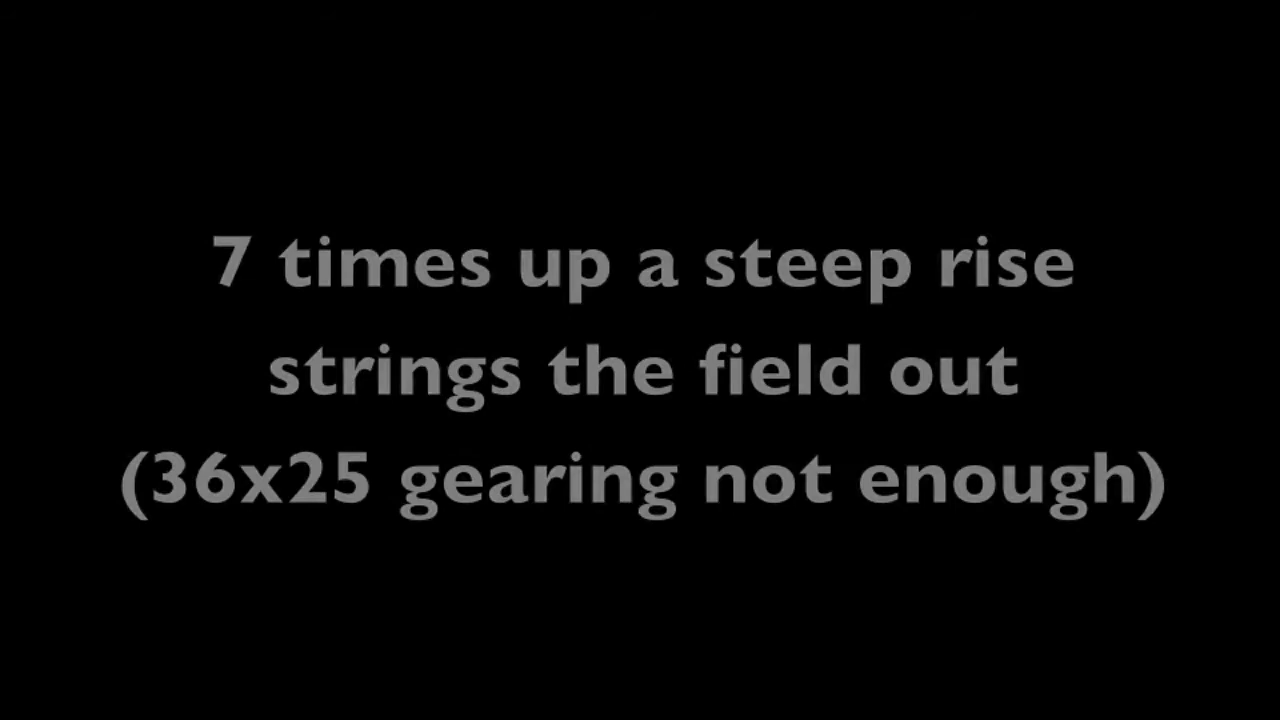 7 times up a steep rise
strings the field out
(36x25 gearing not enough)